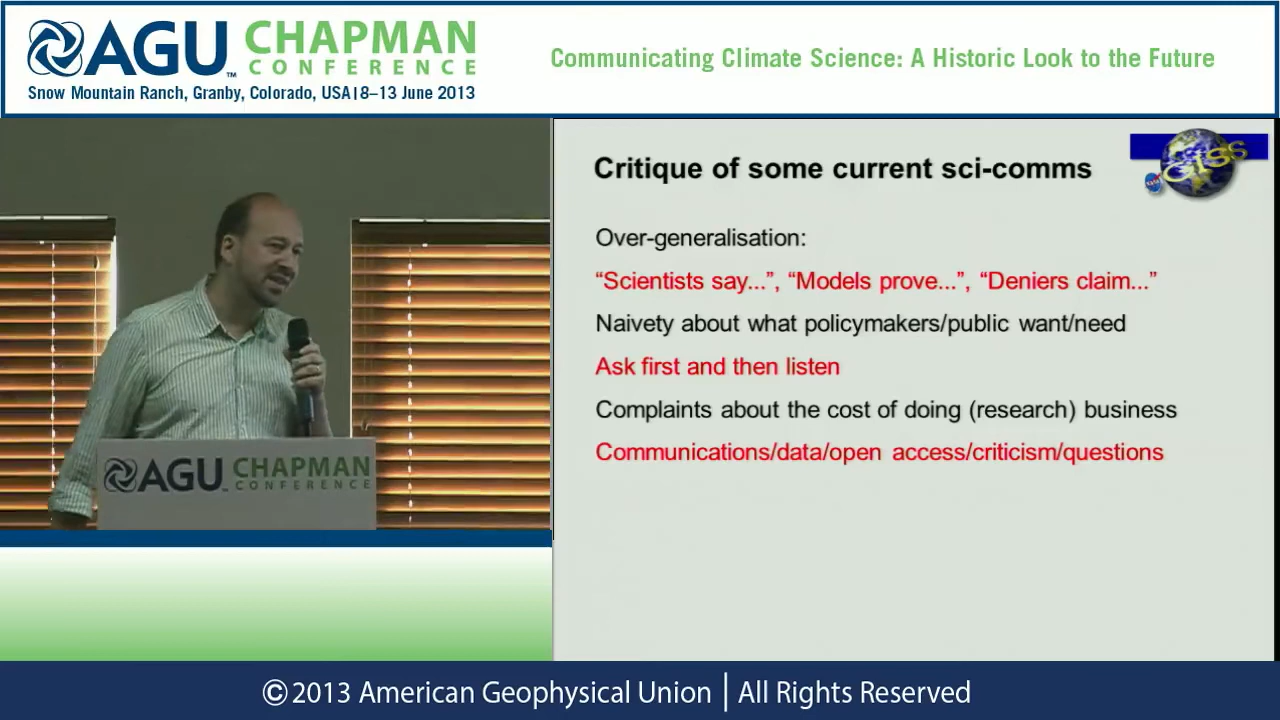 AGU CHAPMAN
CONFERENCE
Snow Mountain Ranch, Granby, Colorado, USA|8–13 June 2013
Communicating Climate Science: A Historic Look to the Future
Critique of some current sci-comms
GISS
NASA
Over-generalisation:
“Scientists say...”, “Models prove...”, “Deniers claim...”
Naivety about what policymakers/public want/need
Ask first and then listen
Complaints about the cost of doing (research) business
Communications/data/open access/criticism/questions
AGU CHAPMAN
CONFERENCE
©2013 American Geophysical Union | All Rights Reserved